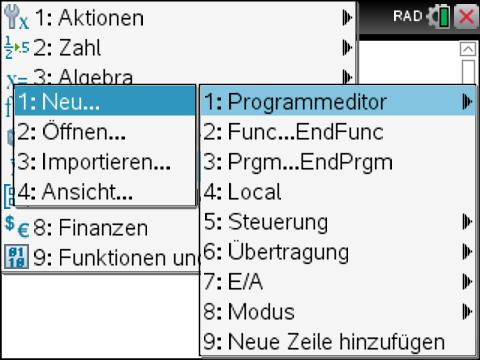 1: Aktionen
RAD
2: Zahl
3: Algebra
1: Neu...
2: Öffnen...
3: Importieren...
4: Ansicht...
1: Programmeditor
2: Func...EndFunc
3: Prgm...EndPrgm
4: Local
5: Steuerung
6: Übertragung
7: E/A
8: Modus
9: Neue Zeile hinzufügen
8: Finanzen
9: Funktionen und